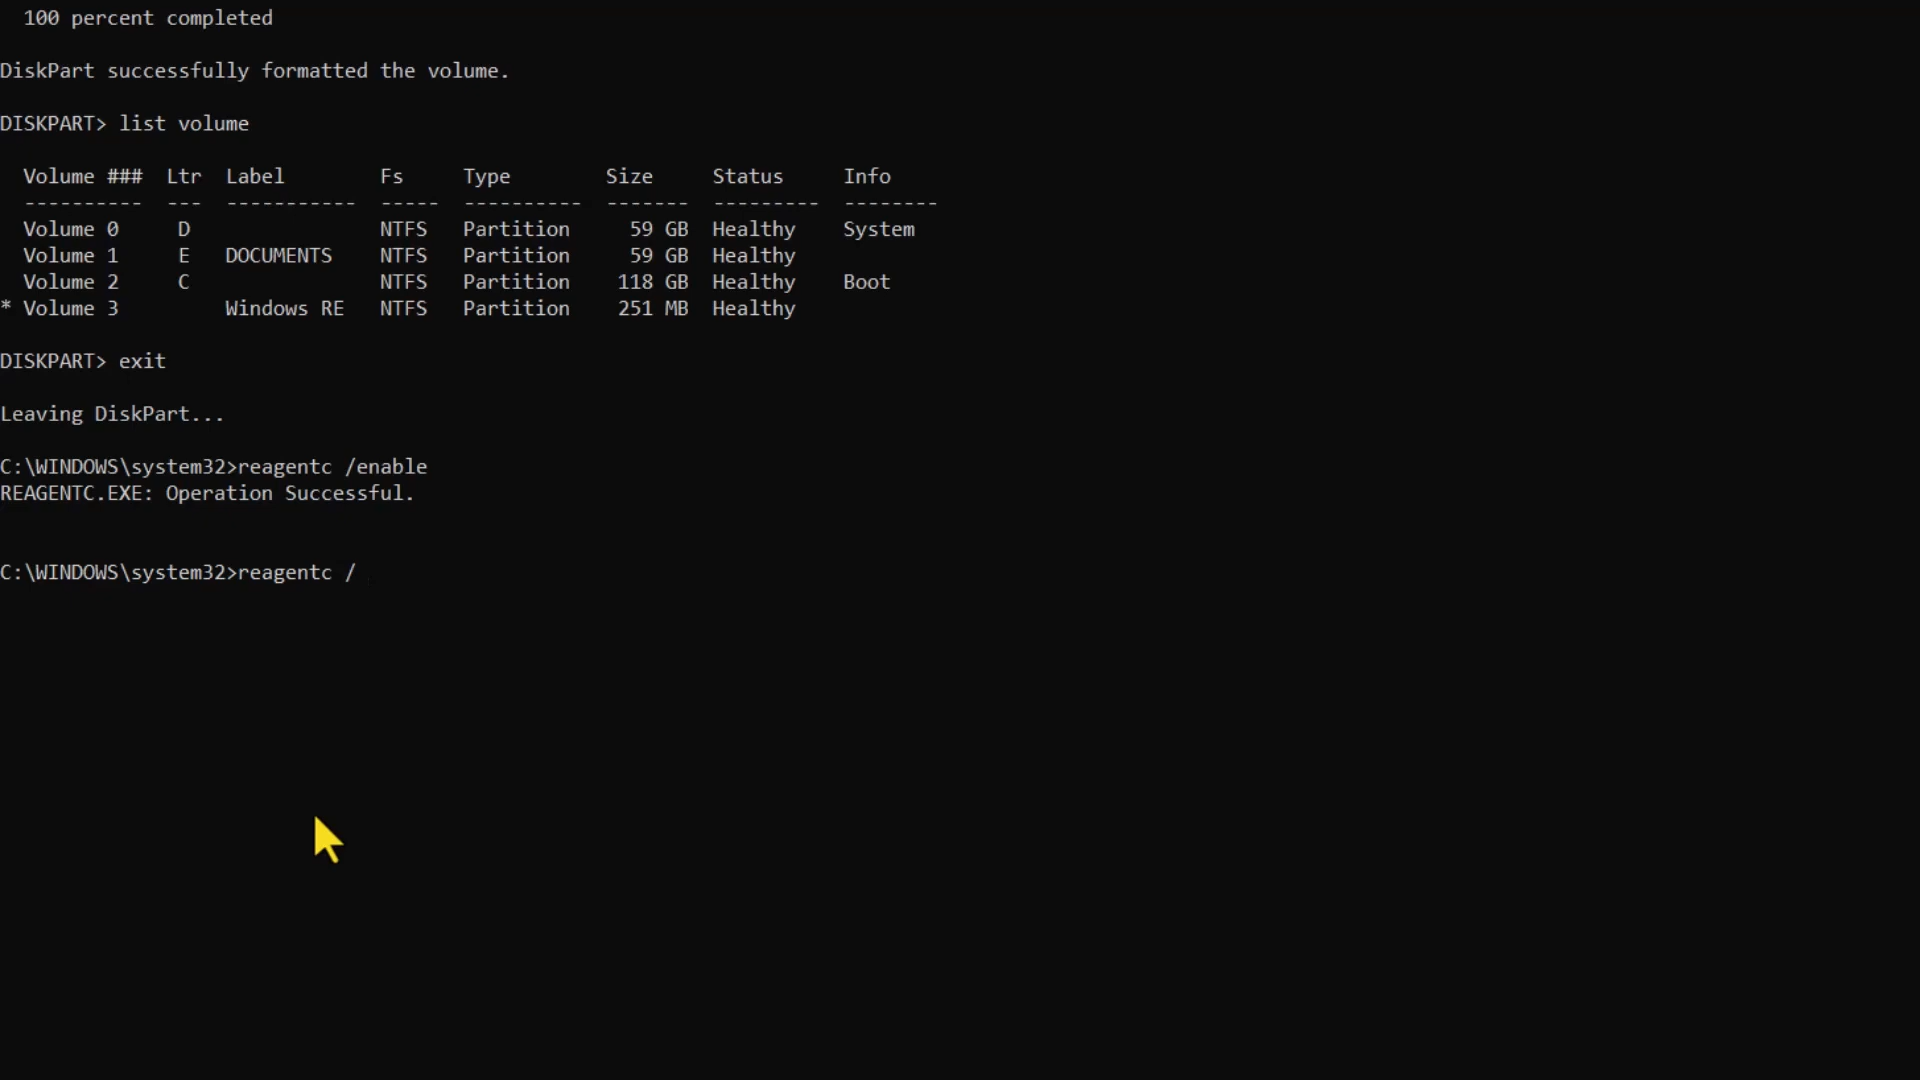 100 percent completed
DiskPart successfully formatted the volume.
DISKPART> list volume
Volume ### Ltr Label Fs Type Size Status Info
---------- --- ----------- ----- ---------- ------- --------- --------
Volume 0 D NTFS Partition 59 GB Healthy System
Volume 1 E DOCUMENTS NTFS Partition 59 GB Healthy
Volume 2 C NTFS Partition 118 GB Healthy Boot
* Volume 3 Windows RE NTFS Partition 251 MB Healthy
DISKPART> exit
Leaving DiskPart...
C:\WINDOWS\system32>reagentc /enable
REAGENTC.EXE: Operation Successful.
C:\WINDOWS\system32>reagentc /